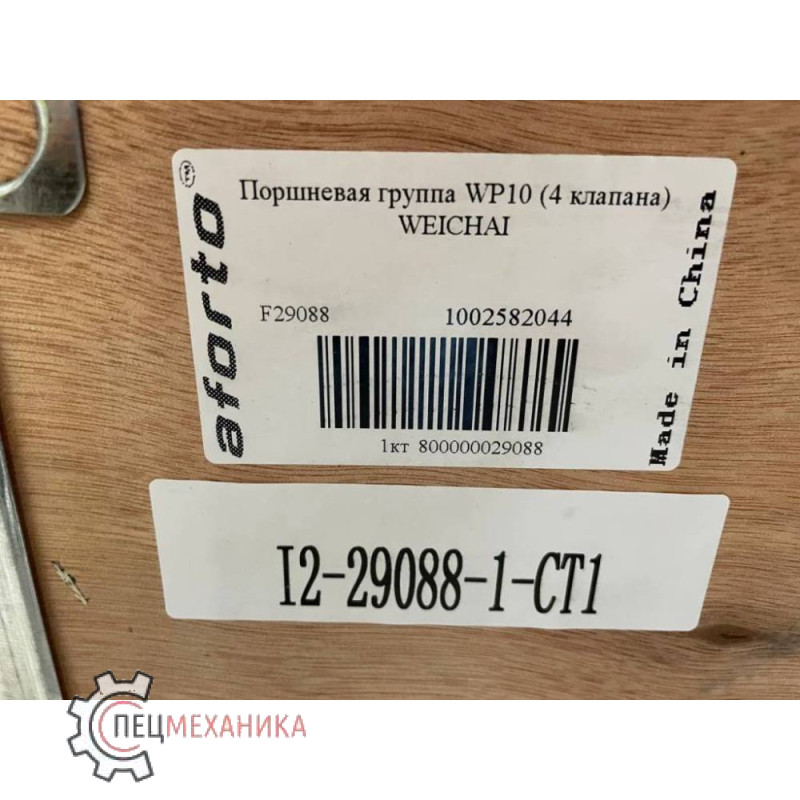 aforto
Поршневая группа WP10 (4 клапана)
WEICHAI
F29088 1002582044
1кт 800000029088
Made in China
I2-29088-1-CT1
СПЕЦМЕХАНИКА